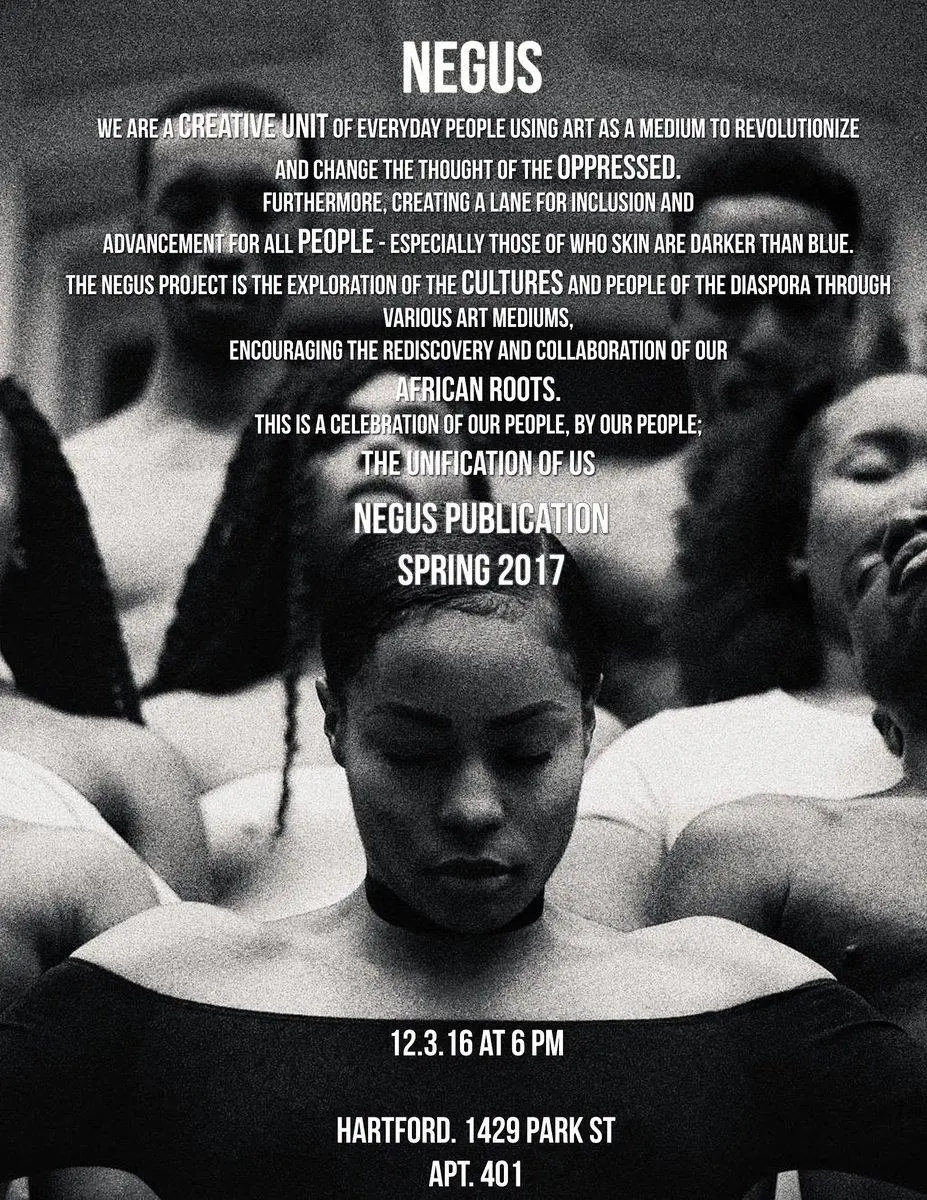 NEGUS
WE ARE A CREATIVE UNIT OF EVERYDAY PEOPLE USING ART AS A MEDIUM TO REVOLUTIONIZE
AND CHANGE THE THOUGHT OF THE OPPRESSED.
FURTHERMORE, CREATING A LANE FOR INCLUSION AND
ADVANCEMENT FOR ALL PEOPLE - ESPECIALLY THOSE OF WHO SKIN ARE DARKER THAN BLUE.
THE NEGUS PROJECT IS THE EXPLORATION OF THE CULTURES AND PEOPLE OF THE DIASPORA THROUGH
VARIOUS ART MEDIUMS,
ENCOURAGING THE REDISCOVERY AND COLLABORATION OF OUR
AFRICAN ROOTS.
THIS IS A CELEBRATION OF OUR PEOPLE, BY OUR PEOPLE;
THE UNIFICATION OF US
NEGUS PUBLICATION
SPRING 2017
12.3.16 AT 6 PM
HARTFORD. 1429 PARK ST
APT. 401